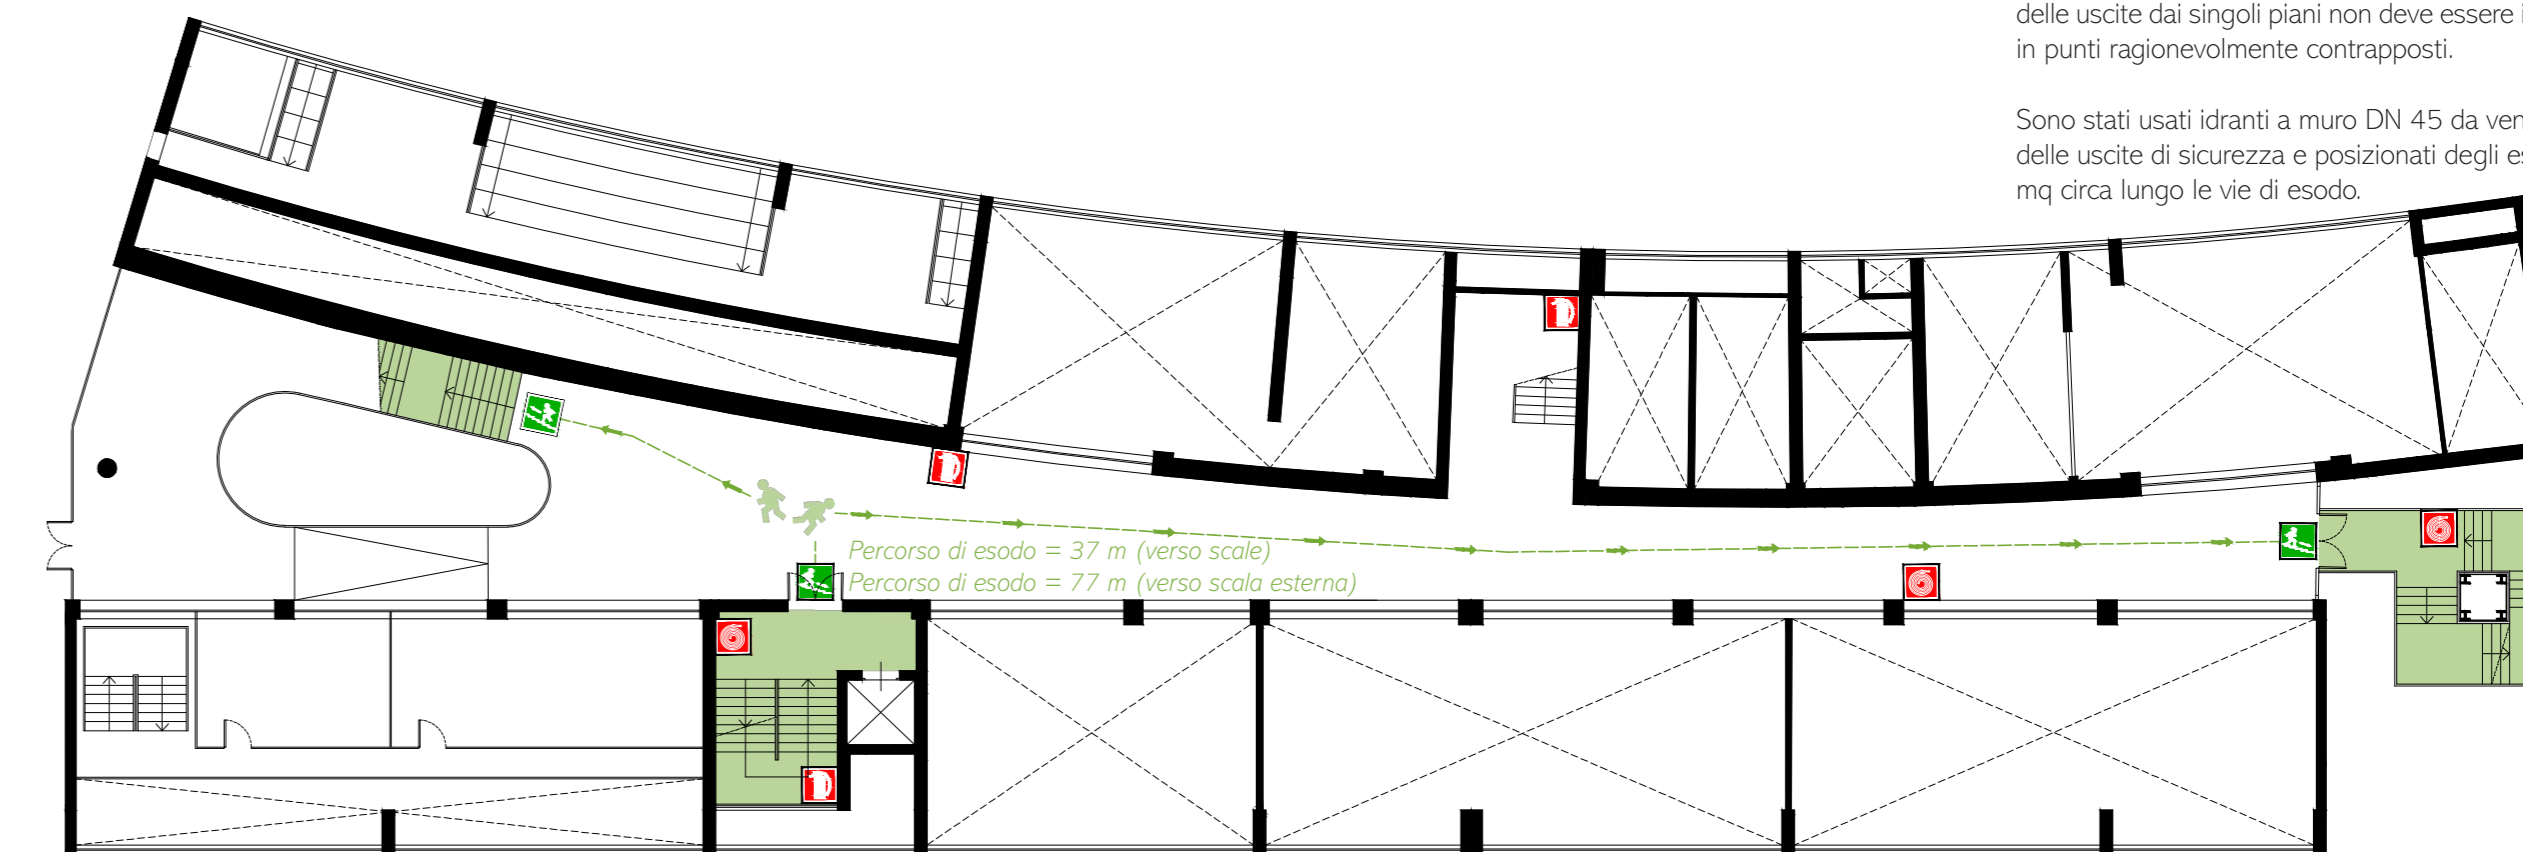 delle uscite dai singoli piani non deve essere
in punti ragionevolmente contrapposti.
Sono stati usati idranti a muro DN 45 da
delle uscite di sicurezza e posizionati degli
mq circa lungo le vie di esodo.
Percorso di esodo = 37 m (verso scale)
Percorso di esodo = 77 m (verso scala esterna)